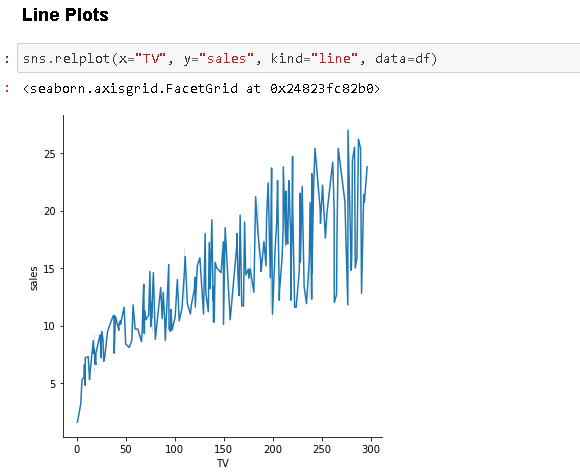 Line Plots
: sns.relplot(x="TV", y="sales", kind="line", data=df)
: <seaborn.axisgrid.FacetGrid at 0x24823fc82b0>
25
20
15
10
5
sales
0 50 100 150 200 250 300
TV